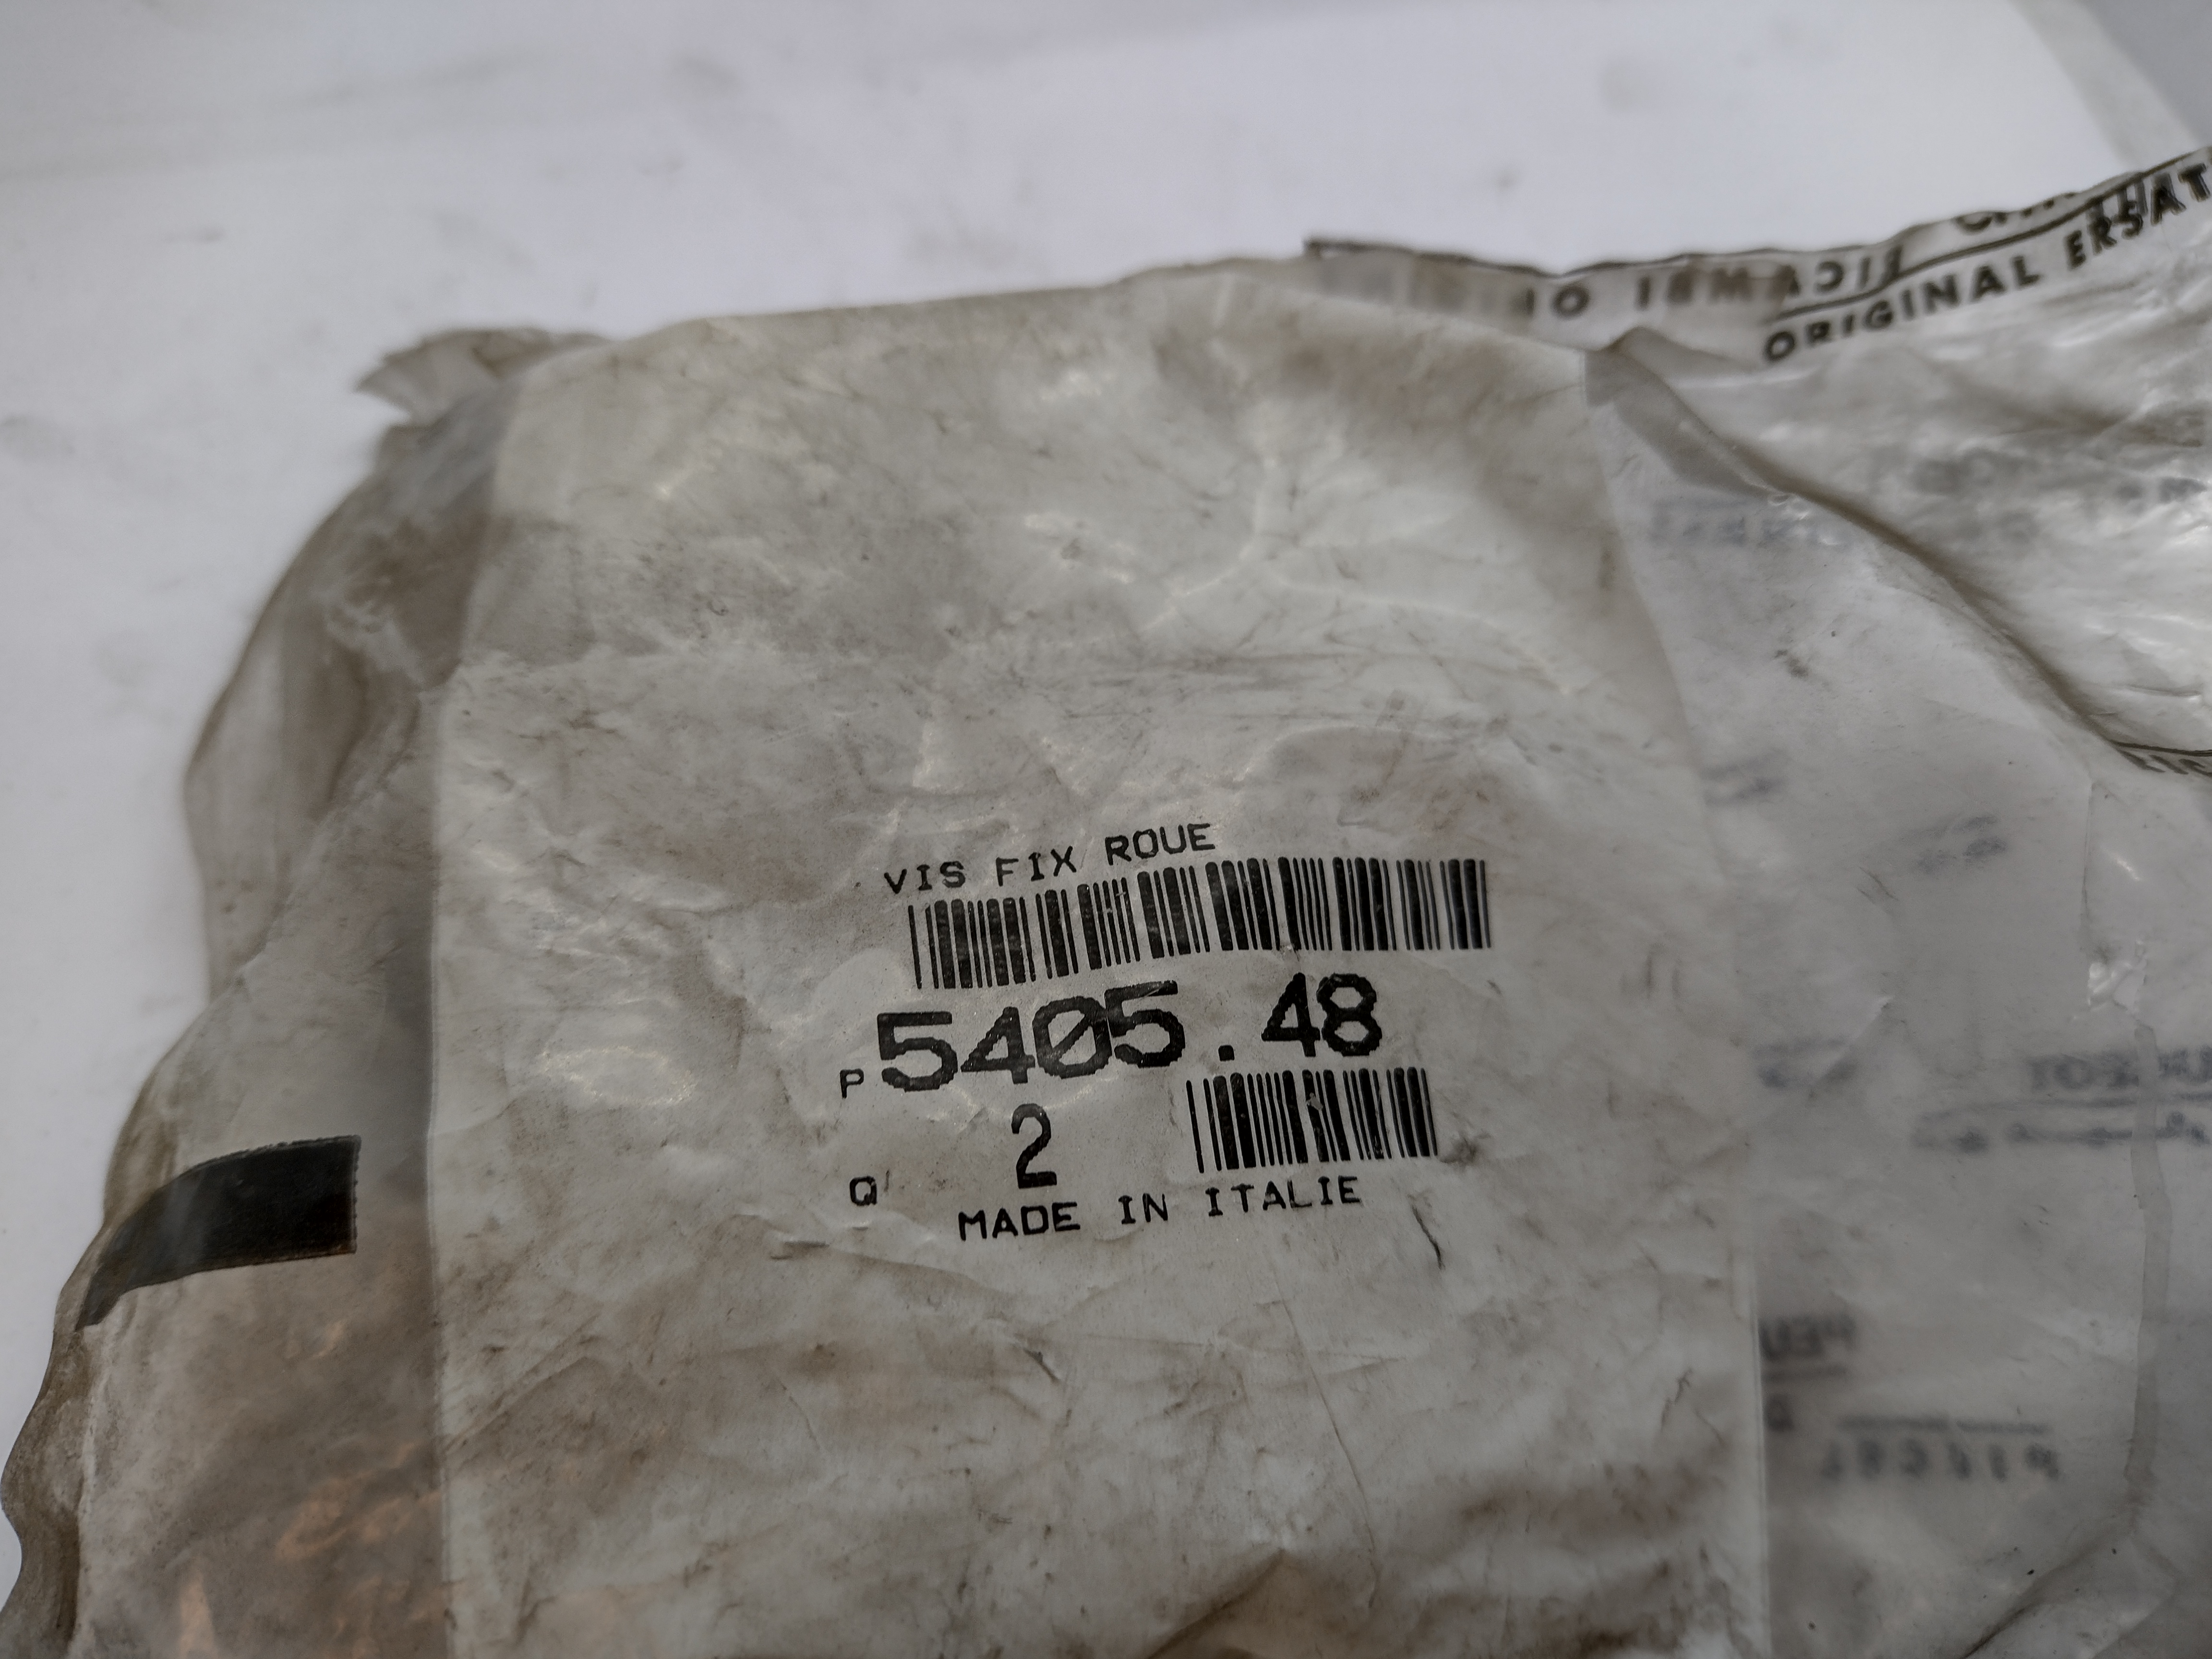 ORIGINAL ERSAT
VIS FIX ROUE
P 5405.48
Q 2
MADE IN ITALIE